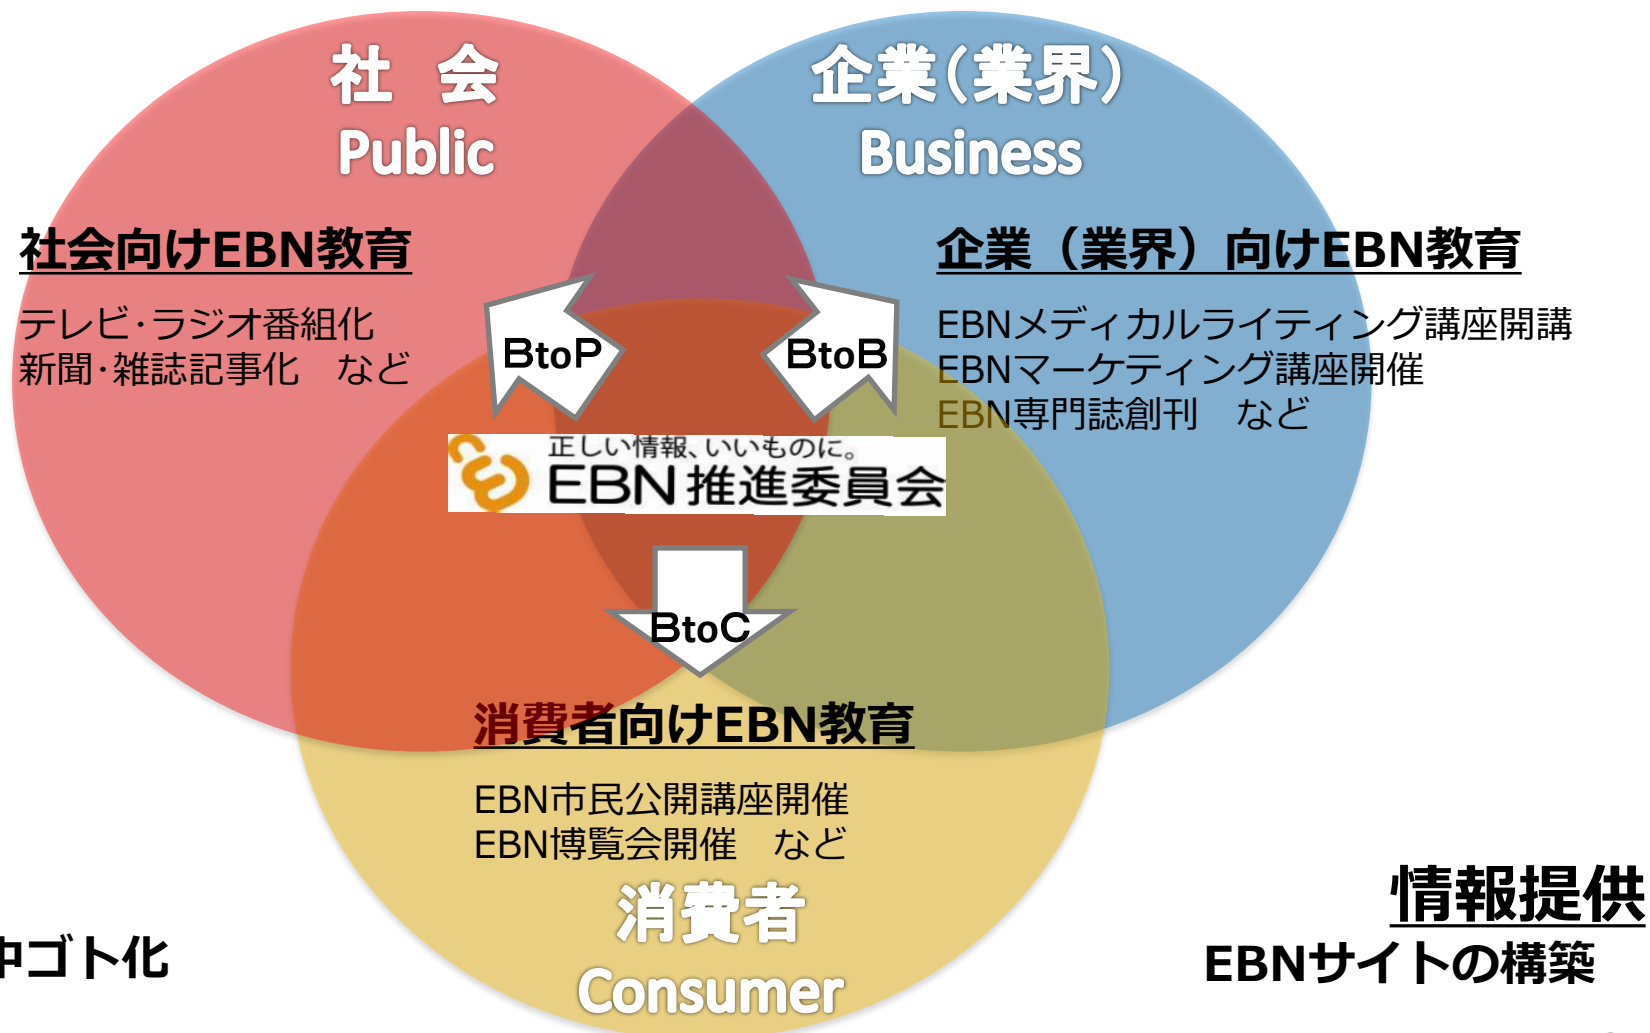 社　会
Public
企業（業界）
Business
社会向けEBN教育
テレビ・ラジオ番組化
新聞・雑誌記事化　など
企業（業界）向けEBN教育
EBNメディカルライティング講座開講
EBNマーケティング講座開催
EBN専門誌創刊　など
BtoP
BtoB
正しい情報、いいものに。
EBN推進委員会
BtoC
消費者向けEBN教育
EBN市民公開講座開催
EBN博覧会開催　など
消費者
Consumer
中ゴト化
情報提供
EBNサイトの構築